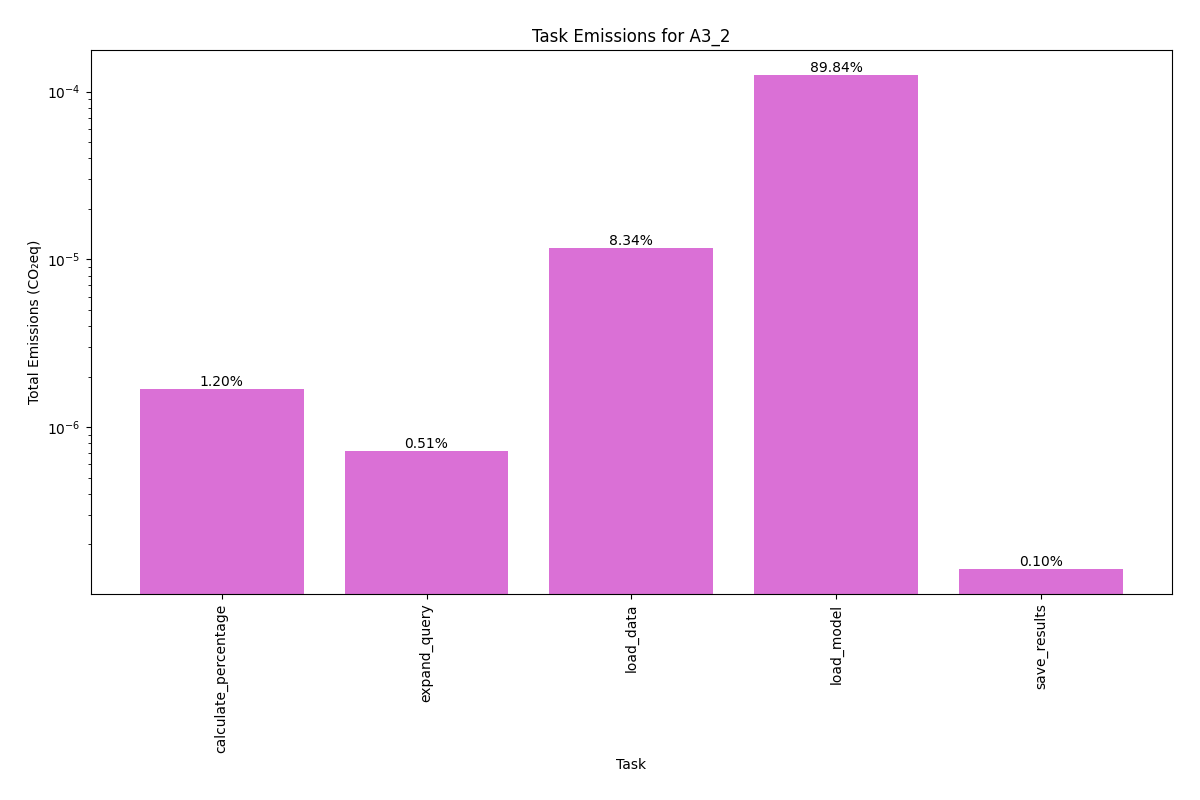 Task Emissions for A3_2
Total Emissions (CO₂eq)
10⁻⁴
10⁻⁵
10⁻⁶
1.20%
0.51%
8.34%
89.84%
0.10%
calculate_percentage
expand_query
load_data
load_model
save_results
Task